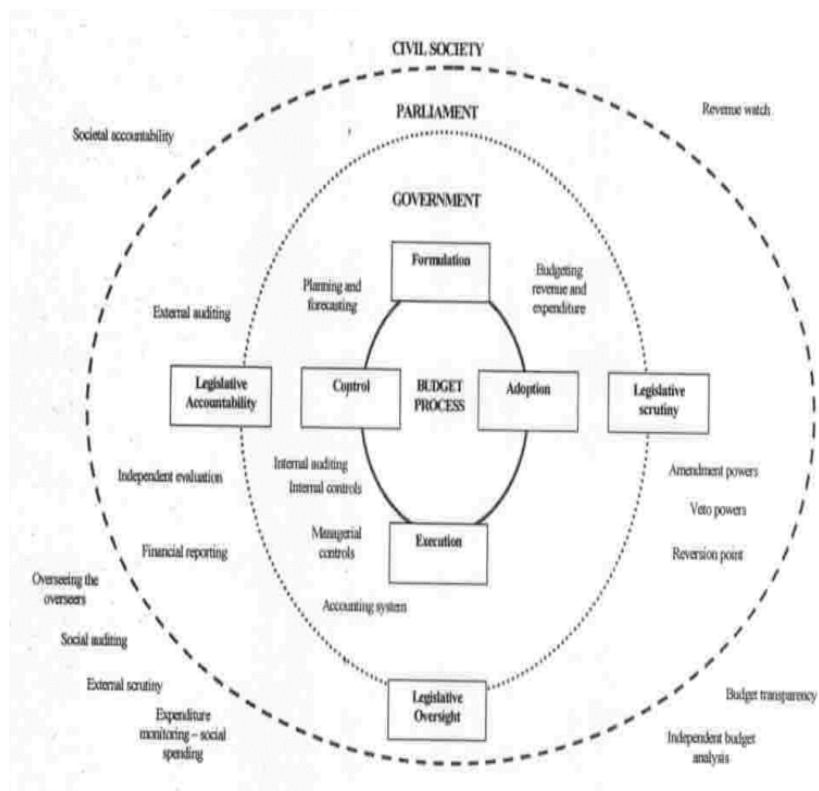 CIVIL SOCIETY
Revenue watch
PARLIAMENT
Societal accountability
GOVERNMENT
Formulation
Budgeting
revenue and
expenditure
Planning and
forecasting
External auditing
Legislative
Accountability
Control
BUDGET
PROCESS
Adoption
Legislative
scrutiny
Internal auditing
Internal controls
Independent evaluation
Amendment powers
Veto powers
Managerial
controls
Execution
Financial reporting
Reversion point
Overseeing the
overseers
Accounting system
Social auditing
External scrutiny
Legislative
Oversight
Budget transparency
Expenditure
monitoring – social
spending
Independent budget
analysis